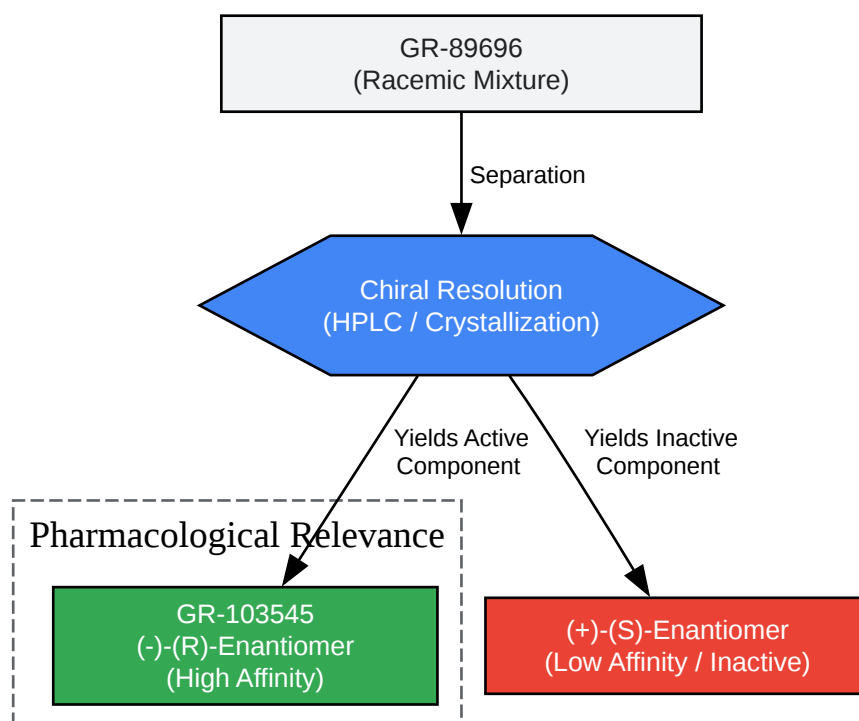 GR-89696
(Racemic Mixture)
Separation
Chiral Resolution
(HPLC / Crystallization)
Yields Active
Component
Yields Inactive
Component
Pharmacological Relevance
GR-103545
(-)-(R)-Enantiomer
(High Affinity)
(+)-(S)-Enantiomer
(Low Affinity / Inactive)